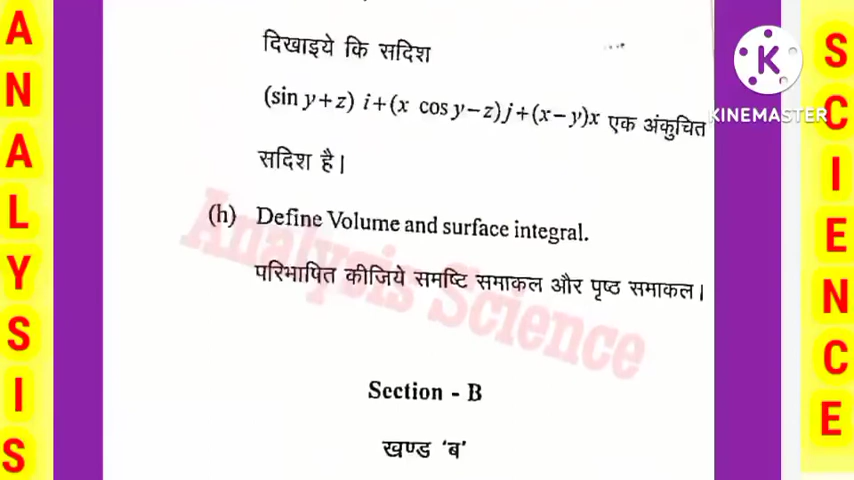 ANALYSIS
दिखाइये कि सदिश
(sin y+z) i+(x cos y−z) j+(x−y)x एक अंकुचित
सदिश है।
(h) Define Volume and surface integral.
परिभाषित कीजिये समष्टि समाकल और पृष्ठ समाकल।
Analysis Science
Section - B
खण्ड 'ब'
K
KINEMASTER
SCIENCE